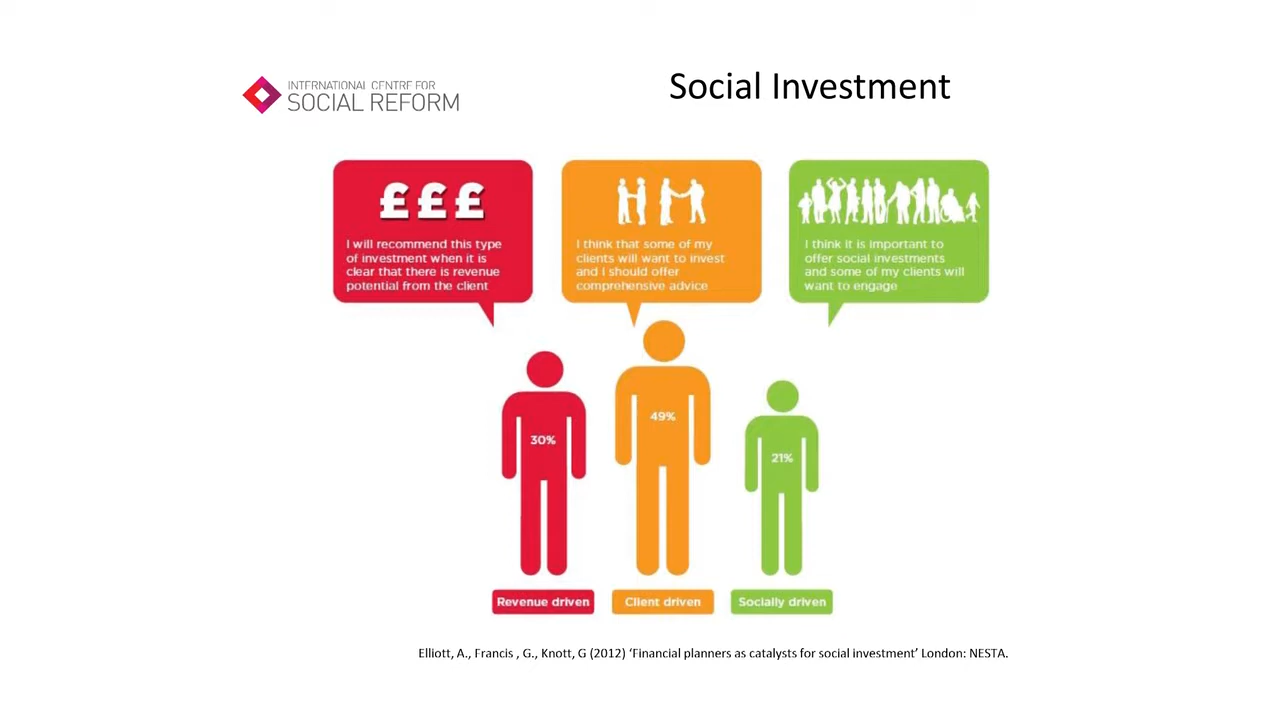 INTERNATIONAL CENTRE FOR
SOCIAL REFORM
Social Investment
£££
I will recommend this type
of investment when it is
clear that there is revenue
potential from the client
I think that some of my
clients will want to invest
and I should offer
comprehensive advice
I think it is important to
offer social investments
and some of my clients will
want to engage
30%
49%
21%
Revenue driven
Client driven
Socially driven
Elliott, A., Francis , G., Knott, G (2012) ‘Financial planners as catalysts for social investment’ London: NESTA.